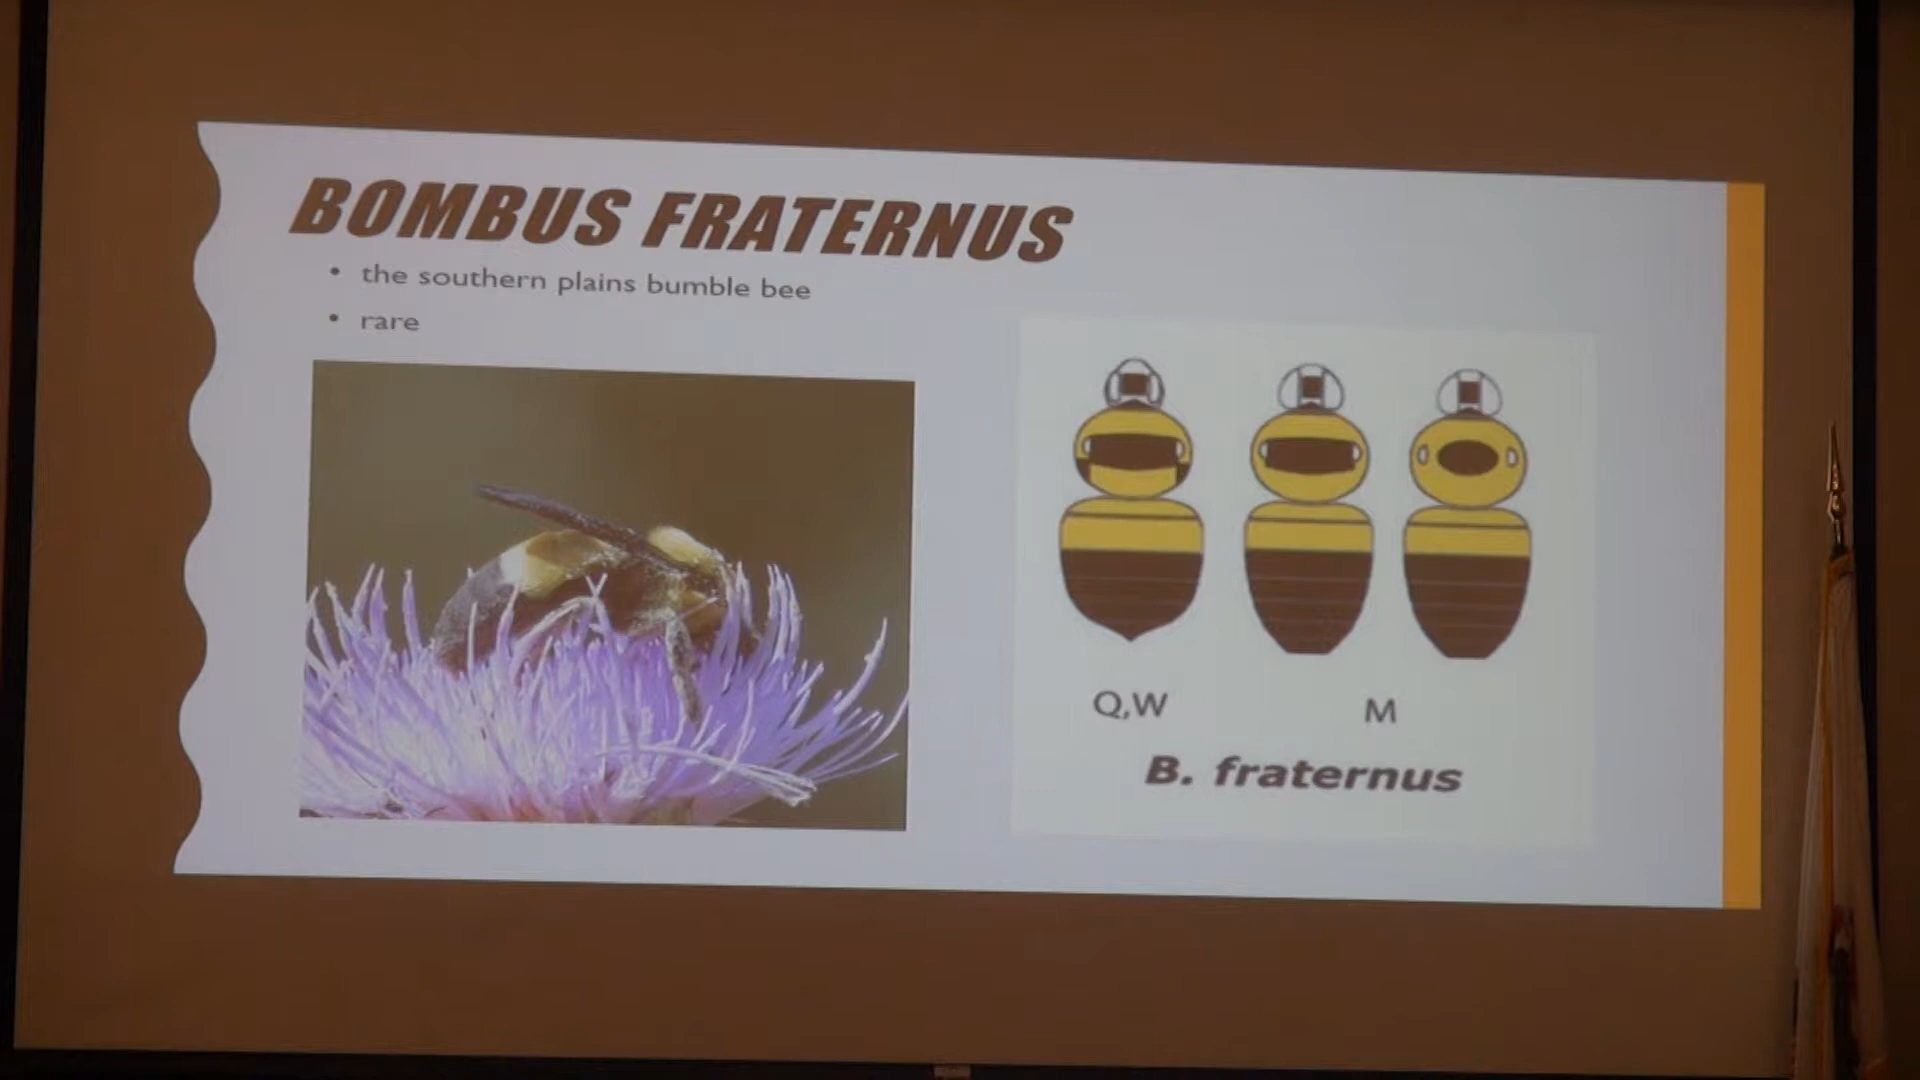 BOMBUS FRATERNUS
• the southern plains bumble bee
• rare
Q,W
M
B. fraternus